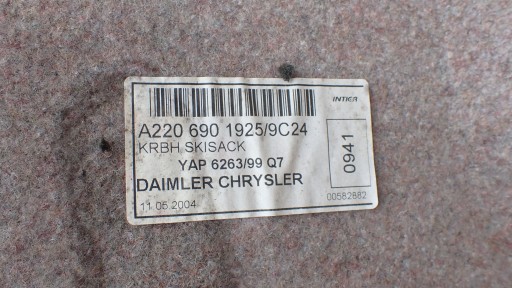 INTIER
A220 690 1925/9C24
KRBH SKISACK
YAP 6263/99 Q7
DAIMLER CHRYSLER
0941
11.05.2004
00582882